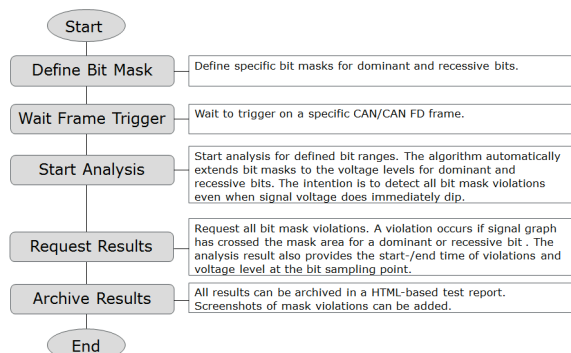 Start
Define Bit Mask
Define specific bit masks for dominant and recessive bits.
Wait Frame Trigger
Wait to trigger on a specific CAN/CAN FD frame.
Start Analysis
Start analysis for defined bit ranges. The algorithm automatically
extends bit masks to the voltage levels for dominant and
recessive bits. The intention is to detect all bit mask violations
even when signal voltage does immediately dip.
Request Results
Request all bit mask violations. A violation occurs if signal graph
has crossed the mask area for a dominant or recessive bit . The
analysis result also provides the start-/end time of violations and
voltage level at the bit sampling point.
Archive Results
All results can be archived in a HTML-based test report.
Screenshots of mask violations can be added.
End